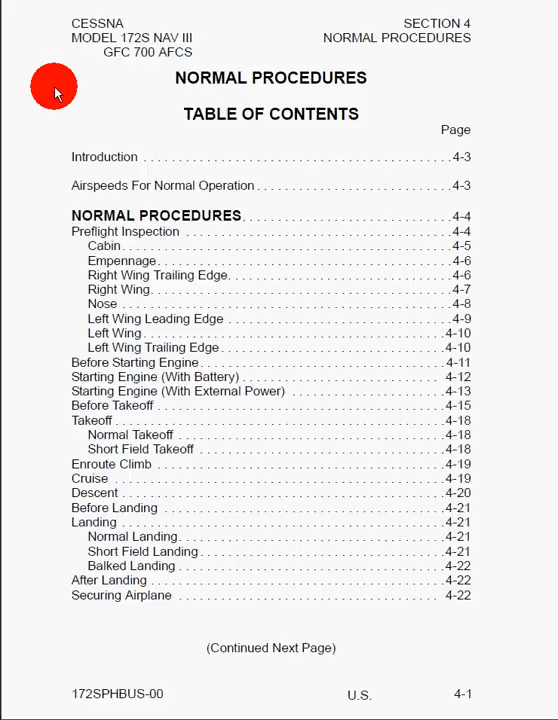 CESSNA SECTION 4
MODEL 172S NAV III NORMAL PROCEDURES
GFC 700 AFCS
NORMAL PROCEDURES
TABLE OF CONTENTS
Page
Introduction . . . . . . . . . . . . . . . . . . . . 4-3
Airspeeds For Normal Operation . . . . . . . . . . . . . . . . . . . . 4-3
NORMAL PROCEDURES . . . . . . . . . . . . . . . . . . . . 4-4
Preflight Inspection . . . . . . . . . . . . . . . . . . . . 4-4
Cabin . . . . . . . . . . . . . . . . . . . . 4-5
Empennage . . . . . . . . . . . . . . . . . . . . 4-6
Right Wing Trailing Edge . . . . . . . . . . . . . . . . . . . . 4-6
Right Wing . . . . . . . . . . . . . . . . . . . . 4-7
Nose . . . . . . . . . . . . . . . . . . . . 4-8
Left Wing Leading Edge . . . . . . . . . . . . . . . . . . . . 4-9
Left Wing . . . . . . . . . . . . . . . . . . . . 4-10
Left Wing Trailing Edge . . . . . . . . . . . . . . . . . . . . 4-10
Before Starting Engine . . . . . . . . . . . . . . . . . . . . 4-11
Starting Engine (With Battery) . . . . . . . . . . . . . . . . . . . . 4-12
Starting Engine (With External Power) . . . . . . . . . . . . . . . . . . . . 4-13
Before Takeoff . . . . . . . . . . . . . . . . . . . . 4-15
Takeoff . . . . . . . . . . . . . . . . . . . . 4-18
Normal Takeoff . . . . . . . . . . . . . . . . . . . . 4-18
Short Field Takeoff . . . . . . . . . . . . . . . . . . . . 4-18
Enroute Climb . . . . . . . . . . . . . . . . . . . . 4-19
Cruise . . . . . . . . . . . . . . . . . . . . 4-19
Descent . . . . . . . . . . . . . . . . . . . . 4-20
Before Landing . . . . . . . . . . . . . . . . . . . . 4-21
Landing . . . . . . . . . . . . . . . . . . . . 4-21
Normal Landing . . . . . . . . . . . . . . . . . . . . 4-21
Short Field Landing . . . . . . . . . . . . . . . . . . . . 4-21
Balked Landing . . . . . . . . . . . . . . . . . . . . 4-22
After Landing . . . . . . . . . . . . . . . . . . . . 4-22
Securing Airplane . . . . . . . . . . . . . . . . . . . . 4-22
(Continued Next Page)
172SPHBUS-00 U.S. 4-1